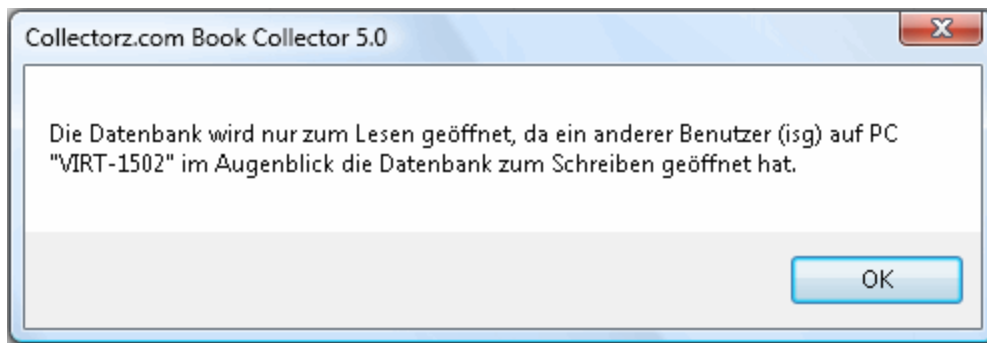 Collectorz.com Book Collector 5.0
Die Datenbank wird nur zum Lesen geöffnet, da ein anderer Benutzer (isg) auf PC
"VIRT-1502" im Augenblick die Datenbank zum Schreiben geöffnet hat.
OK